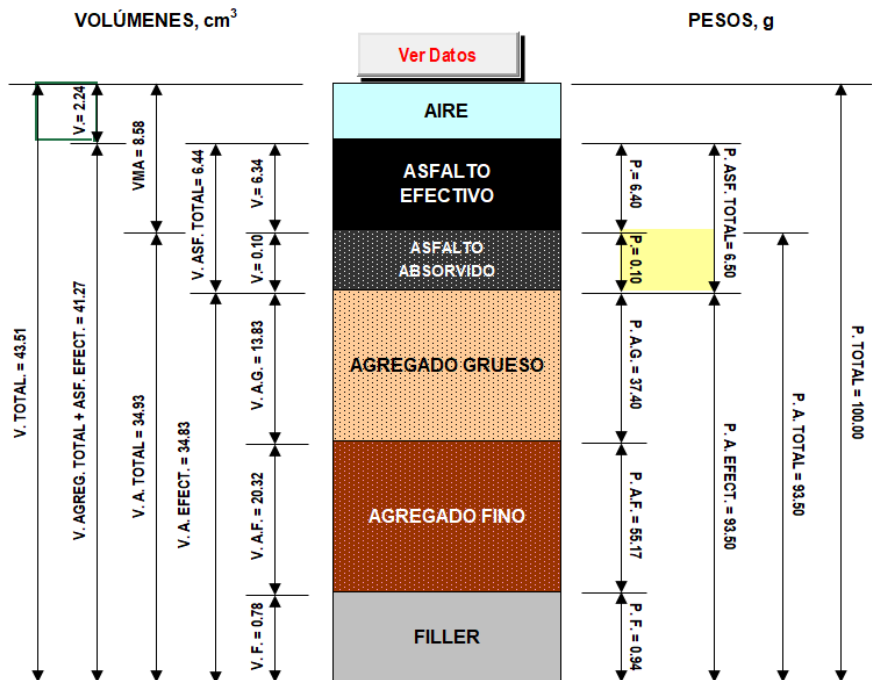 VOLÚMENES, cm3
PESOS, g
Ver Datos
V. TOTAL. = 43.51
V.= 2.24
V. AGREG. TOTAL + ASF. EFECT. = 41.27
VMA = 8.58
V. A. TOTAL = 34.93
V. ASF. TOTAL= 6.44
V. A. EFECT. = 34.83
V.= 6.34
V.= 0.10
V. A.G. = 13.83
V. A.F. = 20.32
V. F. = 0.78
AIRE
ASFALTO
EFECTIVO
ASFALTO
ABSORVIDO
AGREGADO GRUESO
AGREGADO FINO
FILLER
P.= 6.40
P.= 0.10
P. A.G. = 37.40
P. A.F. = 55.17
P. F. = 0.94
P. ASF. TOTAL= 6.50
P. A. EFECT. = 93.50
P. A. TOTAL = 93.50
P. TOTAL = 100.00